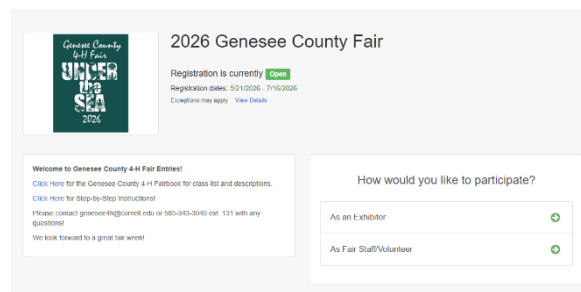 Genesee County
4-H Fair
UNDER
the
SEA
2026
2026 Genesee County Fair
Registration is currently Open
Registration dates: 5/21/2026 - 7/16/2026
Exceptions may apply View Details
Welcome to Genesee County 4-H Fair Entries!
Click Here for the Genesee County 4-H Fairbook for class list and descriptions.
Click Here for Step-by-Step Instructions!
Please contact genesee4h@cornell.edu or 585-343-3040 ext. 131 with any
questions!
We look forward to a great fair week!
How would you like to participate?
As an Exhibitor
As Fair Staff/Volunteer